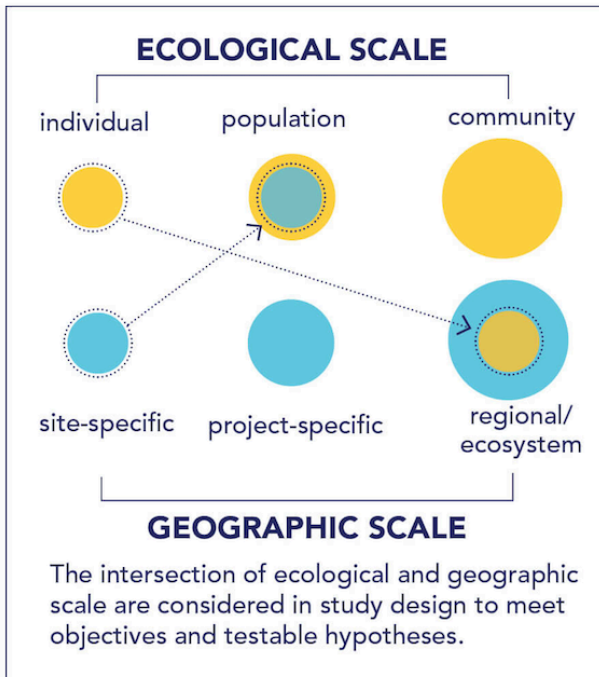 ECOLOGICAL SCALE
individual
population
community
site-specific
project-specific
regional/
ecosystem
GEOGRAPHIC SCALE
The intersection of ecological and geographic
scale are considered in study design to meet
objectives and testable hypotheses.